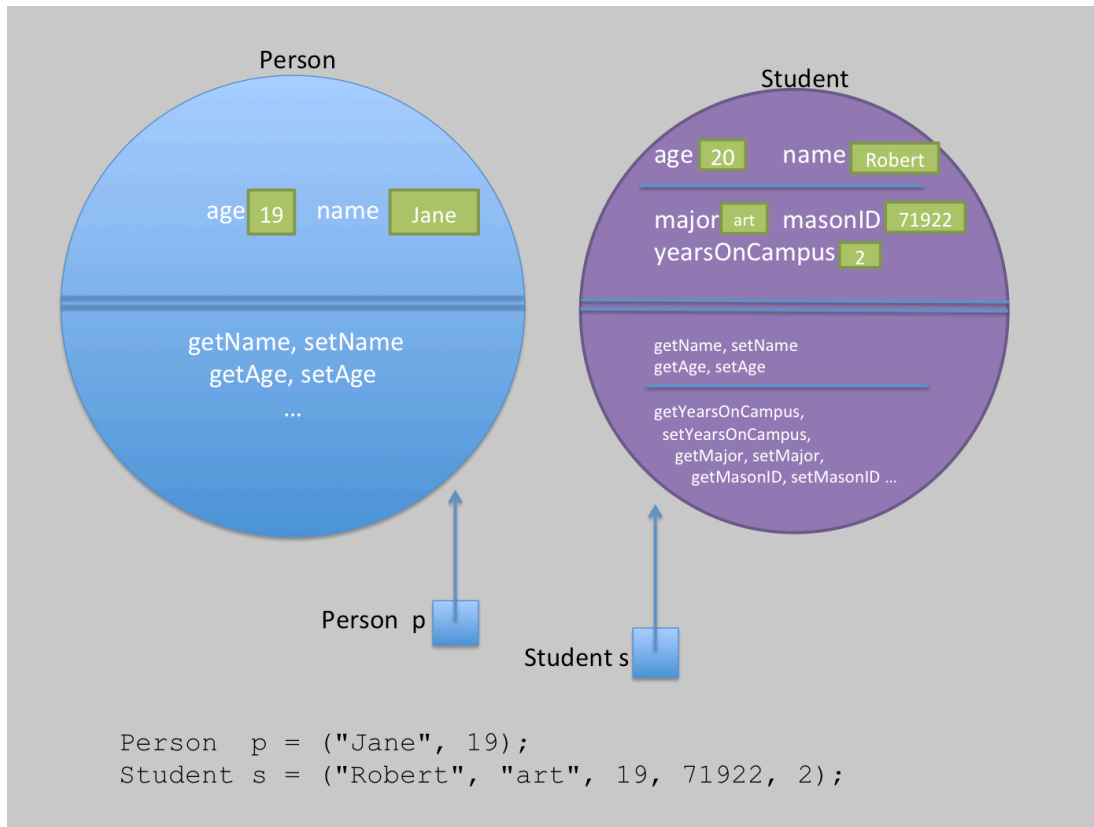 Person
age 19 name Jane
getName, setName
getAge, setAge
...
Student
age 20 name Robert
major art masonID 71922
yearsOnCampus 2
getName, setName
getAge, setAge
getYearsOnCampus,
setYearsOnCampus,
getMajor, setMajor,
getMasonID, setMasonID ...
Person p
Student s
Person p = ("Jane", 19);
Student s = ("Robert", "art", 19, 71922, 2);